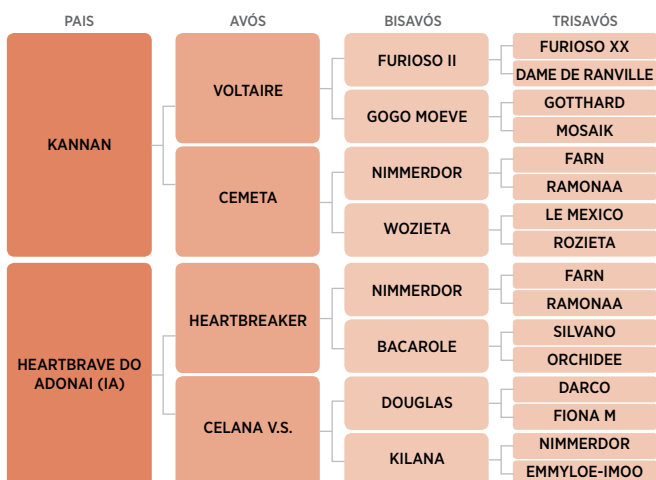 PAIS
AVÓS
BISAVÓS
TRISAVÓS
KANNAN
VOLTAIRE
FURIOSO II
FURIOSO XX
DAME DE RANVILLE
GOGO MOEVE
GOTTHARD
MOSAIK
CEMETA
NIMMERDOR
FARN
RAMONAA
WOZIETA
LE MEXICO
ROZIETA
HEARTBRAVE DO
ADONAI (IA)
HEARTBREAKER
NIMMERDOR
FARN
RAMONAA
BACAROLE
SILVANO
ORCHIDEE
CELANA V.S.
DOUGLAS
DARCO
FIONA M
KILANA
NIMMERDOR
EMMYLOE-IMOO